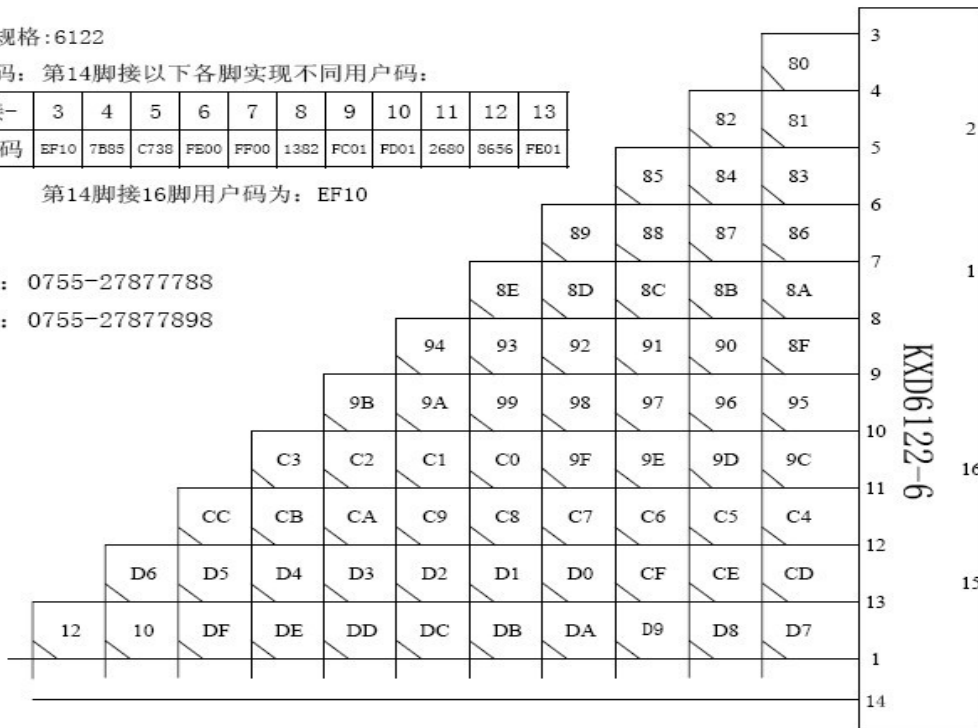 规格:6122
码: 第14脚接以下各脚实现不同用户码:
接- 3 4 5 6 7 8 9 10 11 12 13
码 EF10 7B85 C738 FE00 FF00 1382 FC01 FD01 2680 8656 FE01
第14脚接16脚用户码为: EF10
: 0755-27877788
: 0755-27877898
3
80
4
82 81
2
5
85 84 83
6
89 88 87 86
7
1
8E 8D 8C 8B 8A
8
94 93 92 91 90 8F
9
9B 9A 99 98 97 96 95
10
C3 C2 C1 C0 9F 9E 9D 9C
16
11
CC CB CA C9 C8 C7 C6 C5 C4
12
D6 D5 D4 D3 D2 D1 D0 CF CE CD
15
13
12 10 DF DE DD DC DB DA D9 D8 D7
1
14
KXD6122-6